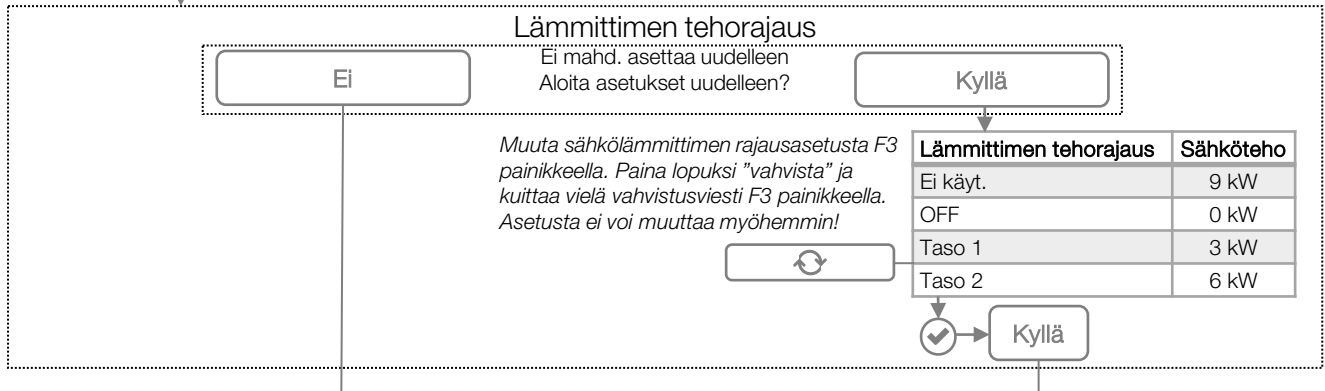 Lämmittimen tehorajaus
Ei
Ei mahd. asettaa uudelleen
Aloita asetukset uudelleen?
Kyllä
Muuta sähkölämmittimen rajausasetusta F3
painikkeella. Paina lopuksi ”vahvista” ja
kuittaa vielä vahvistusviesti F3 painikkeella.
Asetusta ei voi muuttaa myöhemmin!
Lämmittimen tehorajaus Sähköteho
Ei käyt. 9 kW
OFF 0 kW
Taso 1 3 kW
Taso 2 6 kW
Kyllä